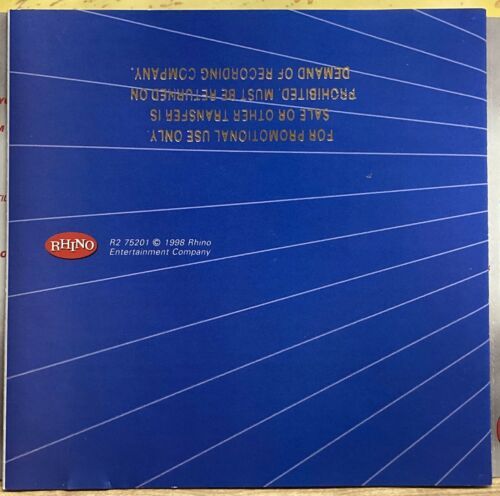 FOR PROMOTIONAL USE ONLY.
SALE OR OTHER TRANSFER IS
PROHIBITED. MUST BE RETURNED ON
DEMAND OF RECORDING COMPANY.
RHINO
R2 75201 © 1998 Rhino
Entertainment Company